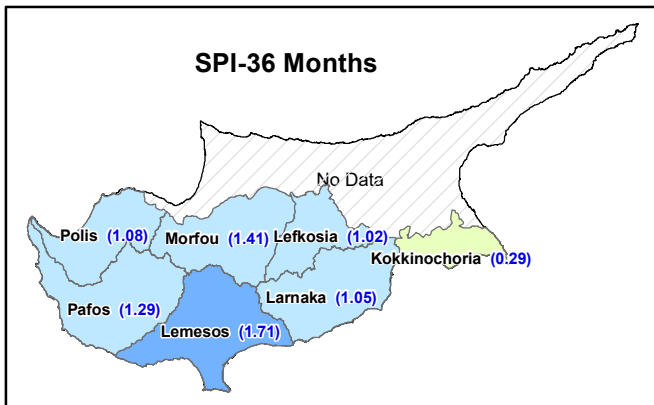 SPI-36 Months
No Data
Polis (1.08)
Morfou (1.41)
Lefkosia (1.02)
Kokkinochoria (0.29)
Pafos (1.29)
Larnaka (1.05)
Lemesos (1.71)